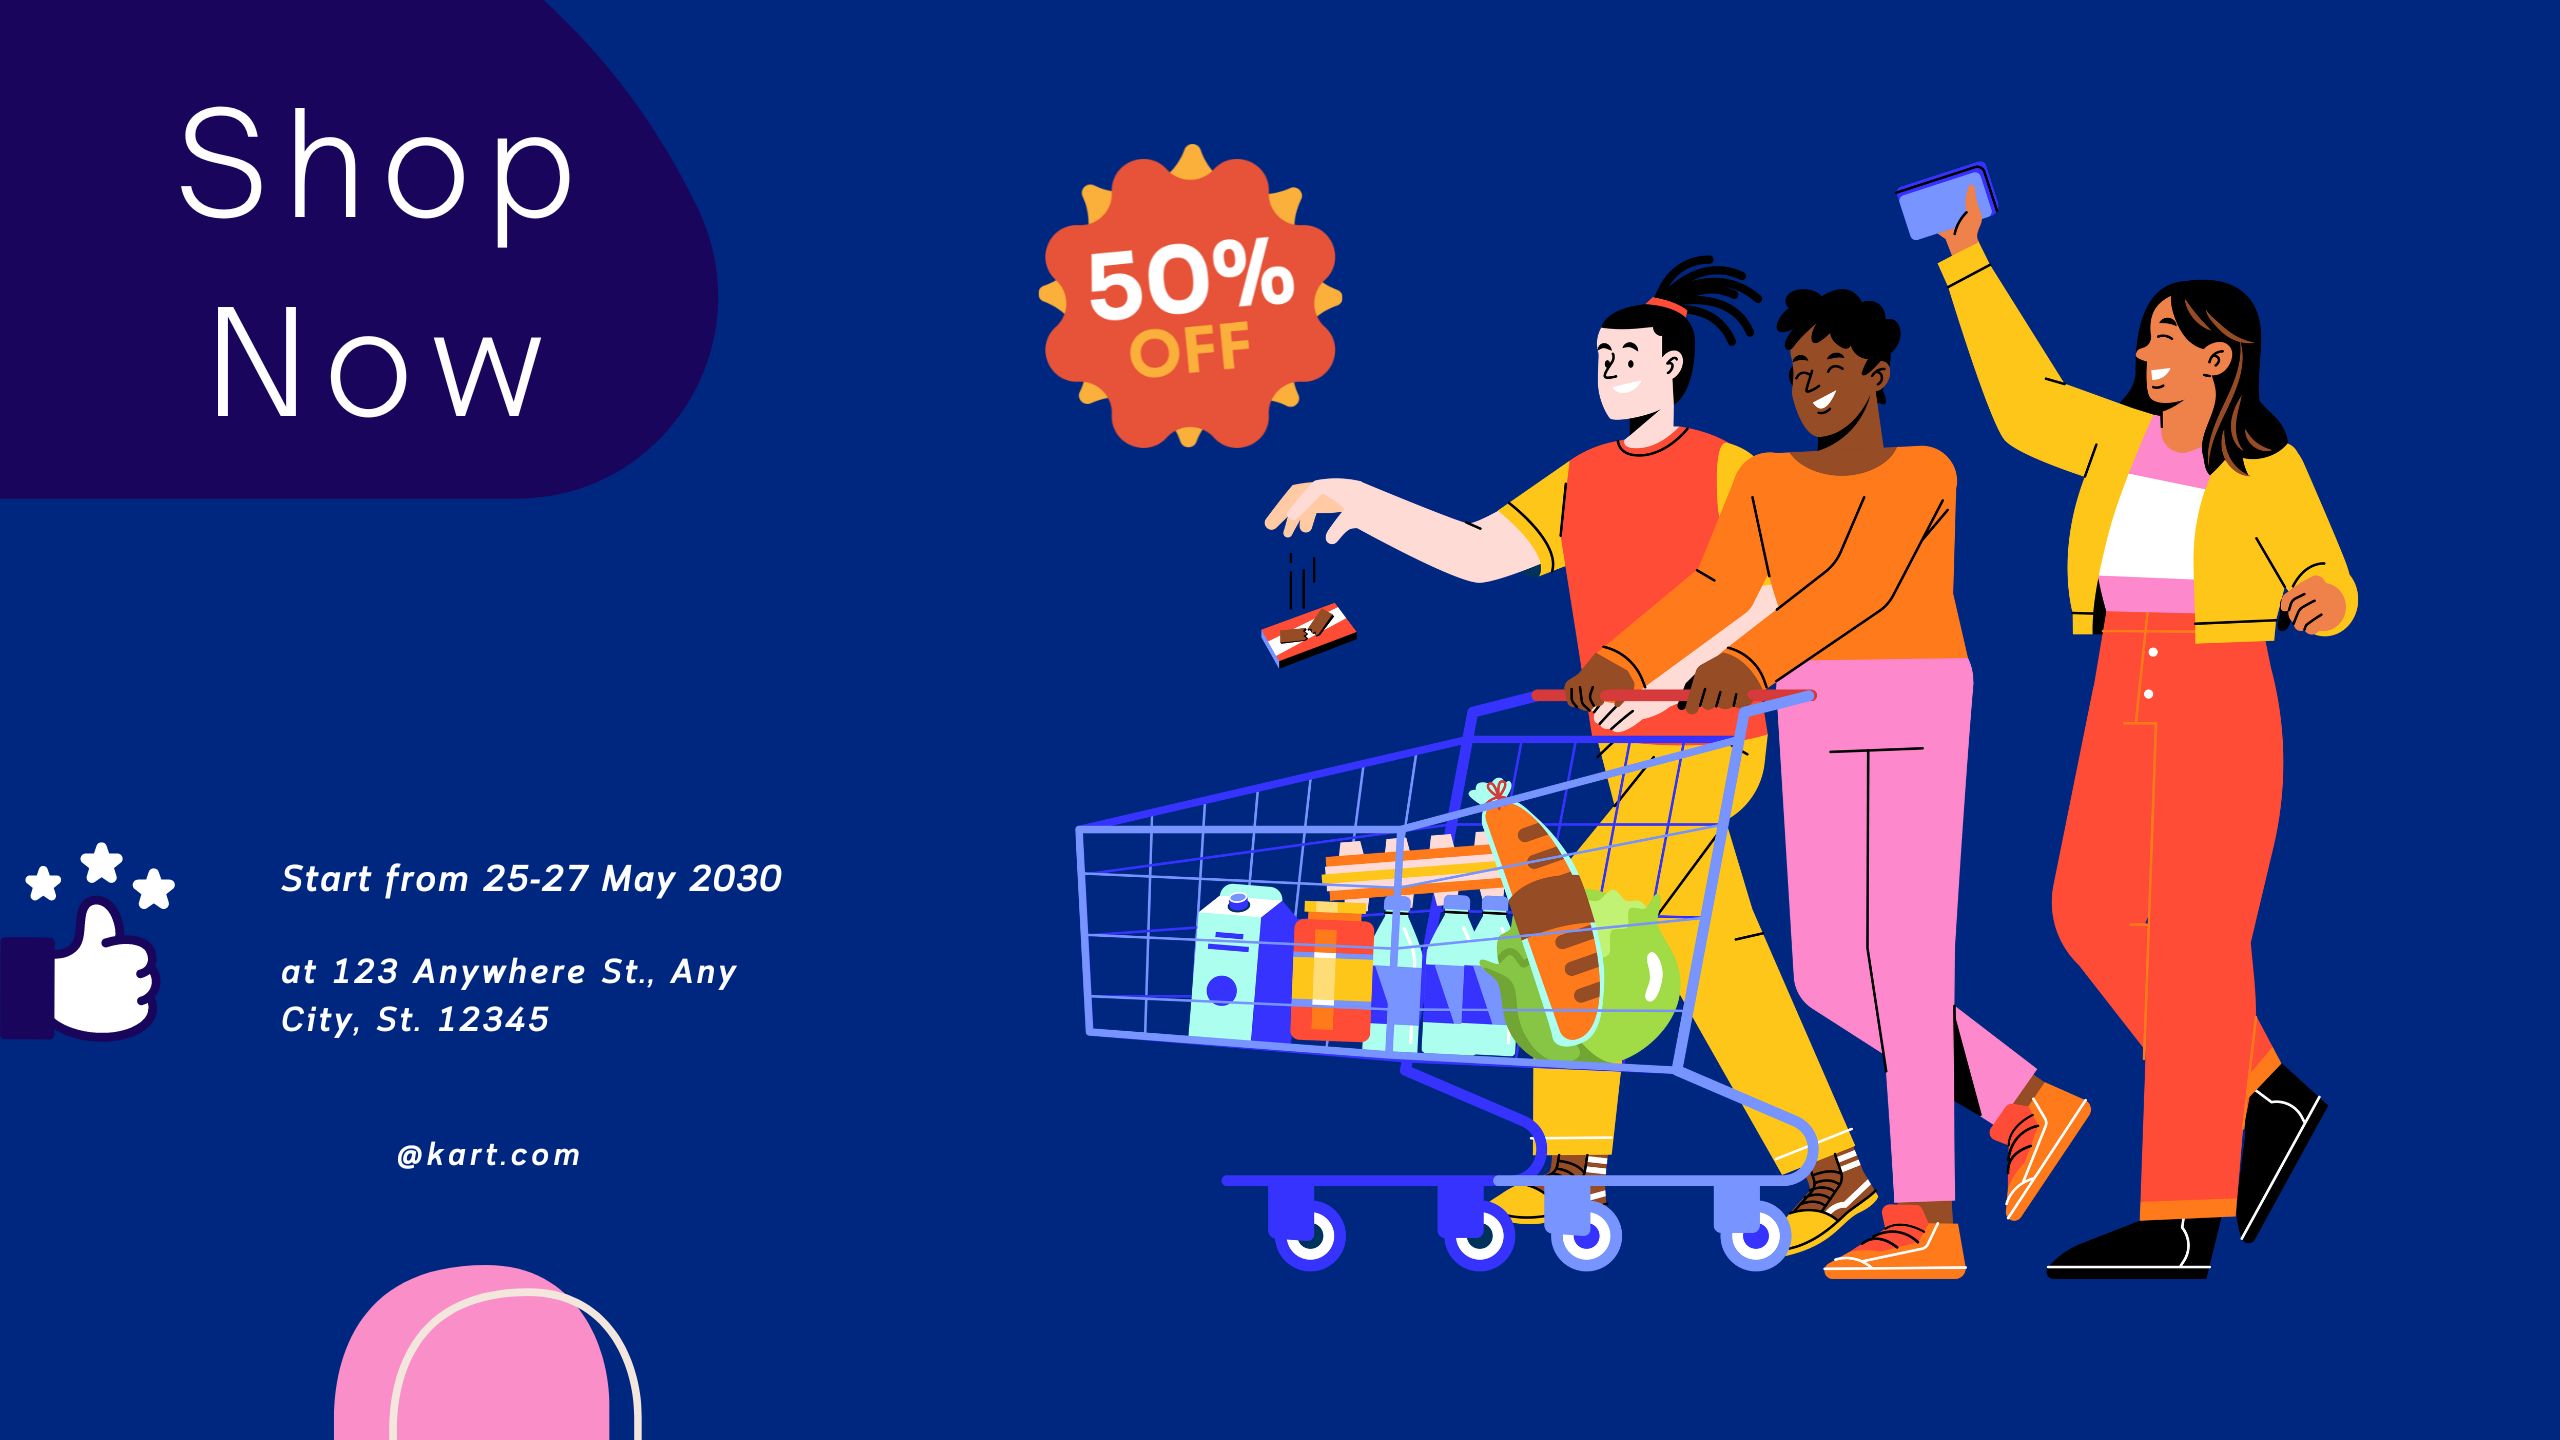 Shop
Now
50%
OFF
Start from 25-27 May 2030
at 123 Anywhere St., Any
City, St. 12345
@kart.com